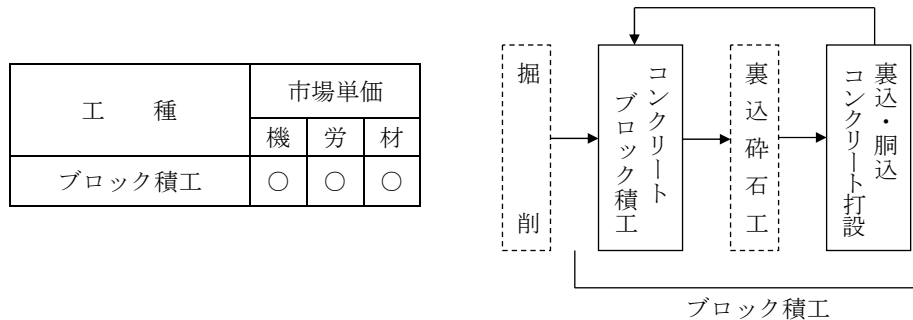 工　種
市場単価
機
労
材
ブロック積工
○
○
○
掘削
コンクリート
ブロック積工
裏込砕石工
裏込・胴込
コンクリート打設
ブロック積工